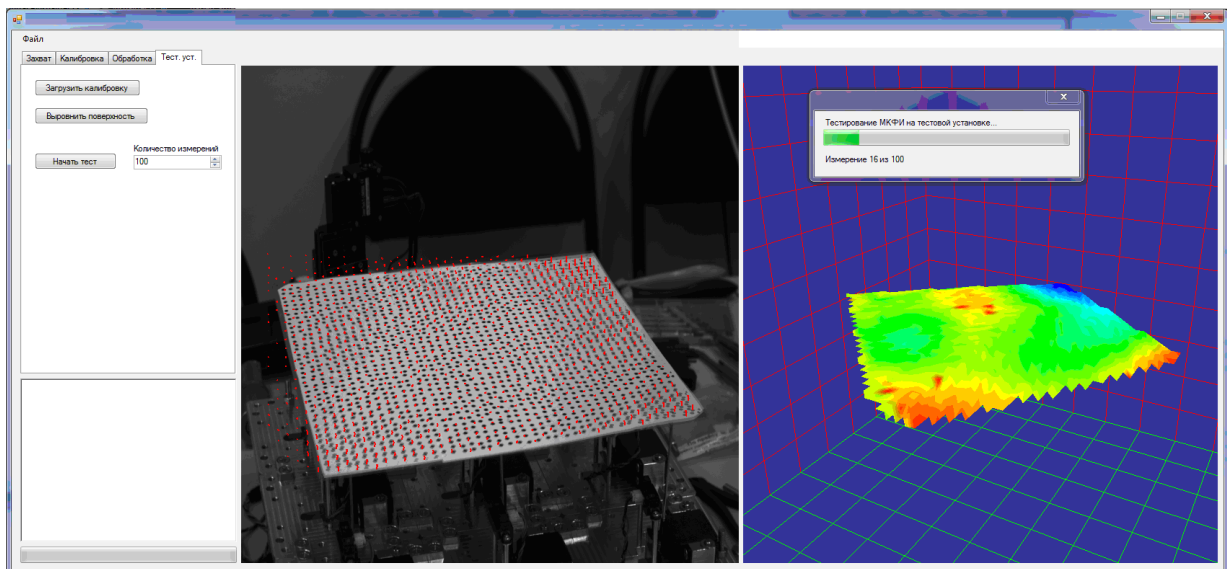 Файл
Захват Калибровка Обработка Тест. уст.
Загрузить калибровку
Выровнить поверхность
Количество измерений
Начать тест 100
Тестирование МКФИ на тестовой установке...
Измерение 16 из 100